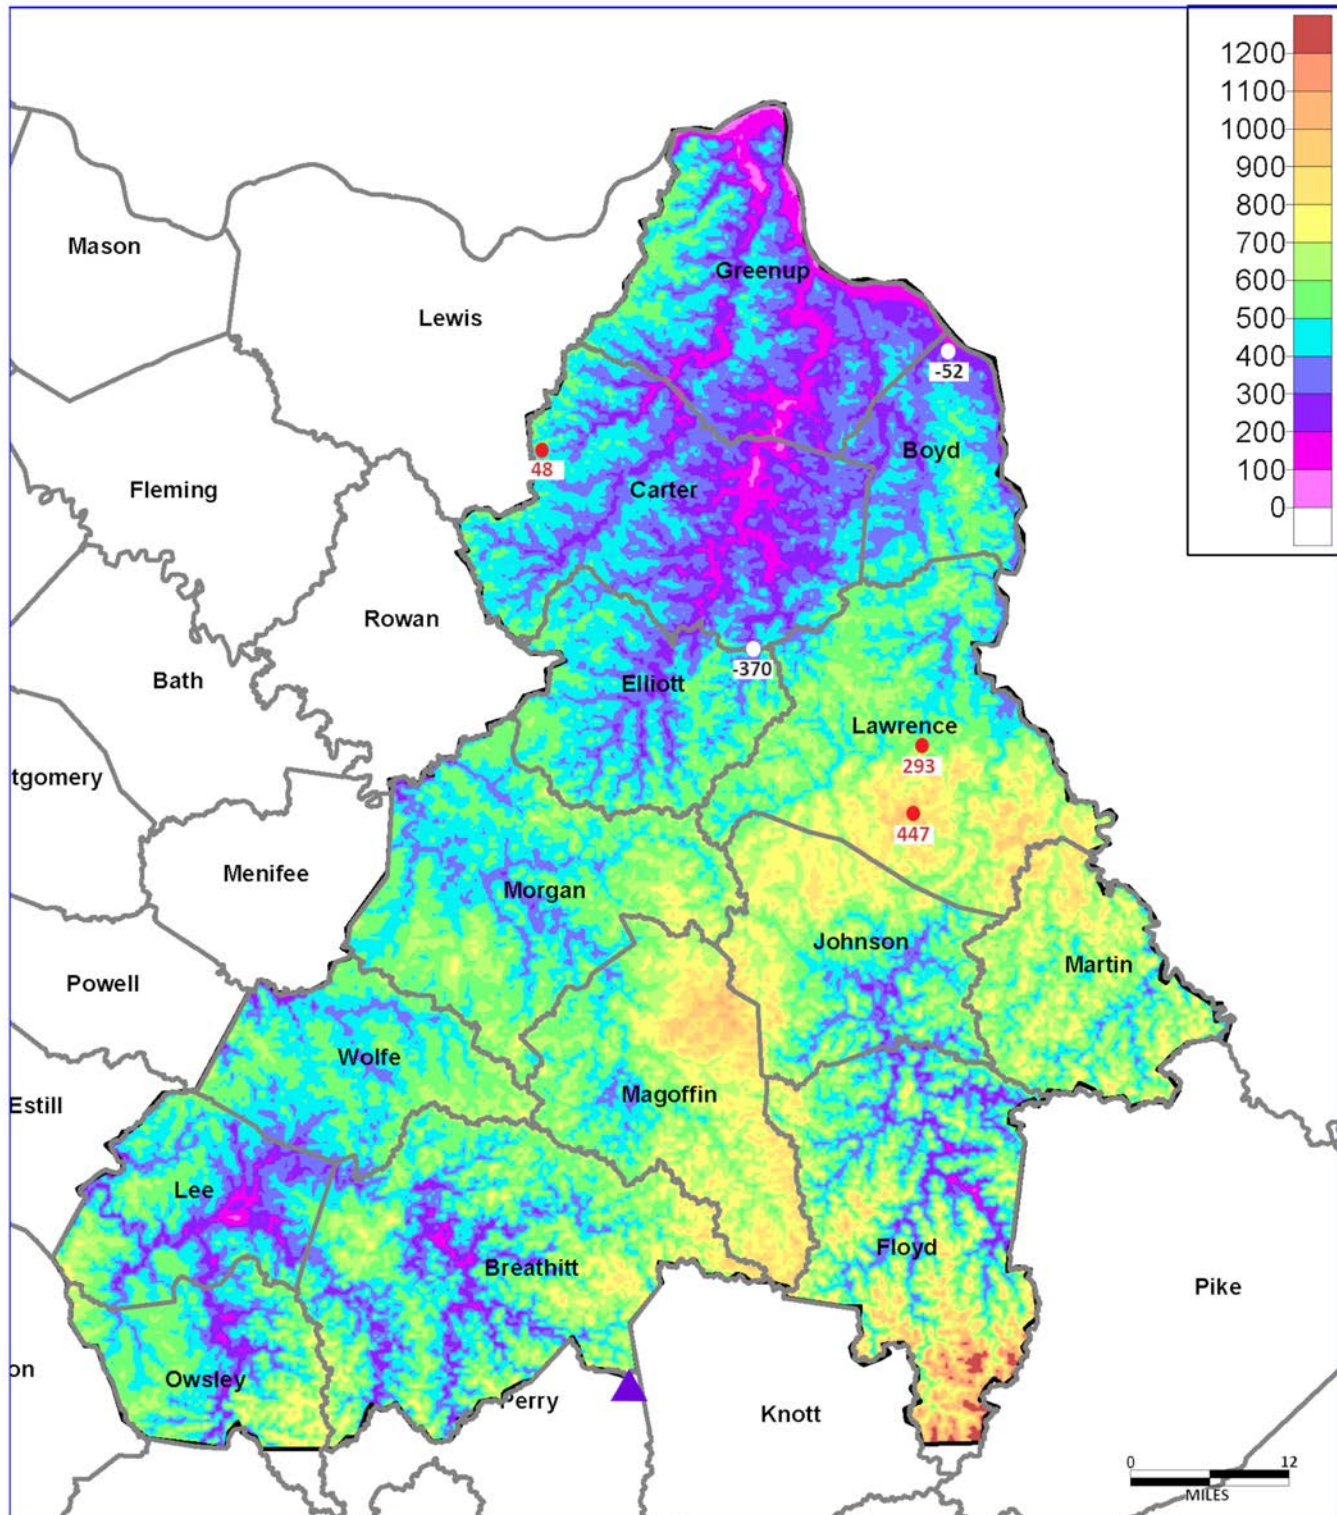 1200
1100
1000
900
800
700
600
500
400
300
200
100
0
Mason
Greenup
Lewis
-52
Boyd
48
Fleming
Carter
Rowan
-370
Bath
Elliott
Lawrence
293
tgomery
447
Menifee
Morgan
Johnson
Martin
Powell
Wolfe
Magoffin
Estill
Lee
Floyd
Breathitt
Pike
on
Owsley
Perry
Knott
0 12
MILES